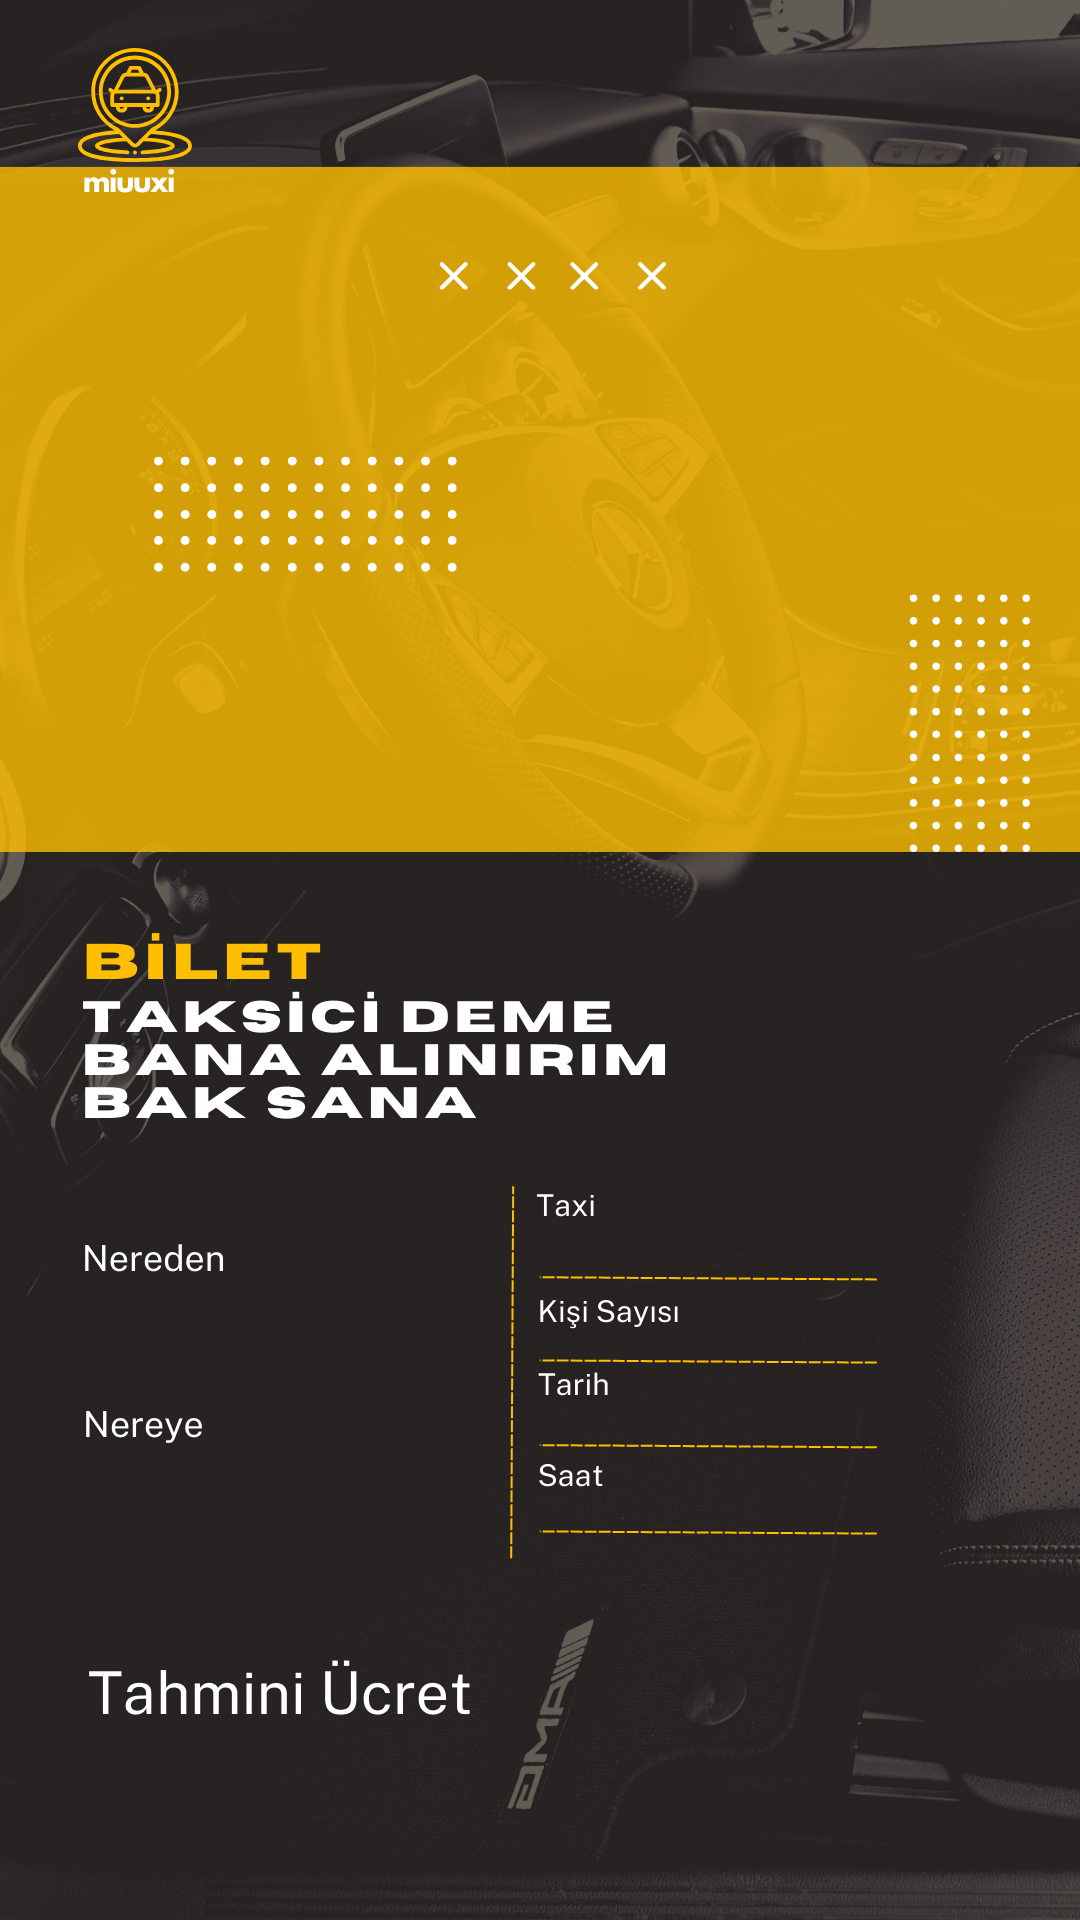 miuuxi
BİLET
TAKSİCİ DEME
BANA ALINIRIM
BAK SANA
Nereden
Nereye
Taxi
Kişi Sayısı
Tarih
Saat
Tahmini Ücret
AMG